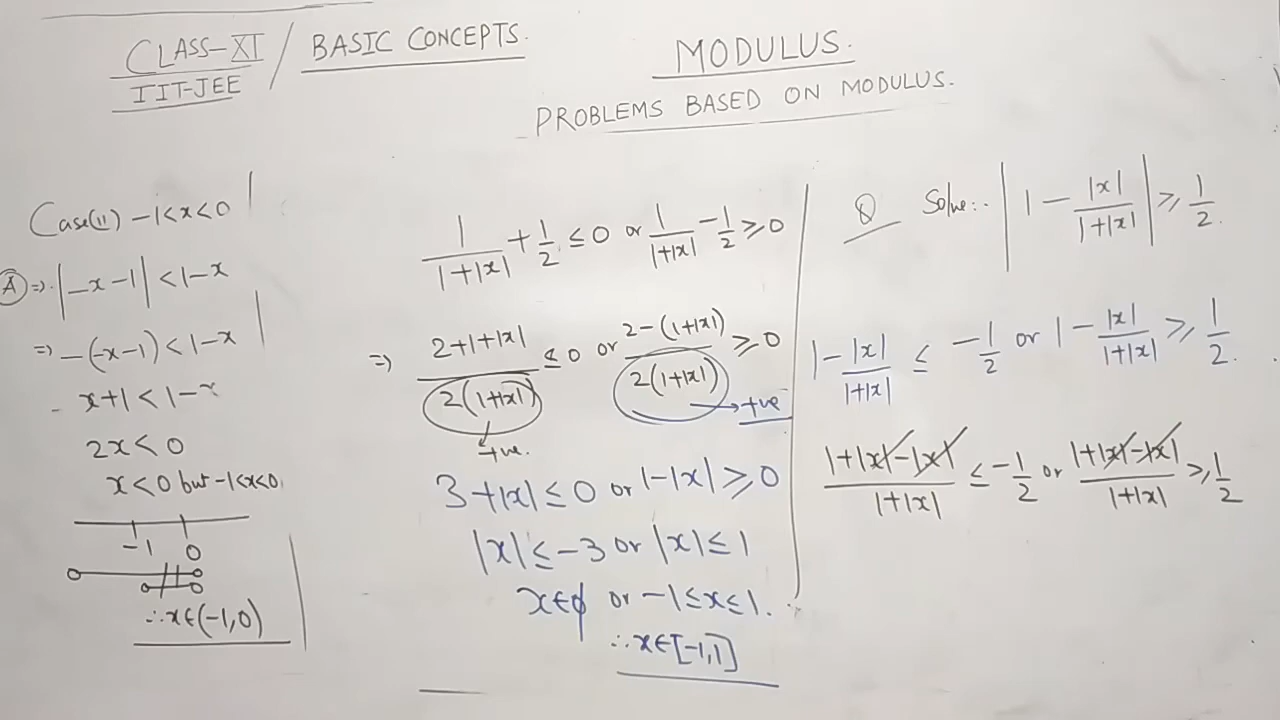 CLASS-XI / BASIC CONCEPTS.
IIT-JEE
MODULUS.
PROBLEMS BASED ON MODULUS.
Case(II) -1<x<0
(A) ⇒ |-x-1| < 1-x
⇒ -(-x-1) < 1-x
x+1 < 1-x
2x < 0
x<0 but -1<x<0
-1 0
∴ x∈(-1,0)
1/(1+|x|) + 1/2 ≤ 0 or 1/(1+|x|) - 1/2 ≥ 0
⇒ (2+1+|x|)/(2(1+|x|)) ≤ 0 or (2-(1+|x|))/(2(1+|x|)) ≥ 0
+ve. →+ve
3+|x| ≤ 0 or 1-|x| ≥ 0
|x| ≤ -3 or |x| ≤ 1
x∈ϕ or -1≤x≤1.
∴ x∈[-1,1]
Q Solve:- |1 - |x|/(1+|x|)| ≥ 1/2.
1 - |x|/(1+|x|) ≤ -1/2 or 1 - |x|/(1+|x|) ≥ 1/2.
(1+|x|-|x|)/(1+|x|) ≤ -1/2 or (1+|x|-|x|)/(1+|x|) ≥ 1/2